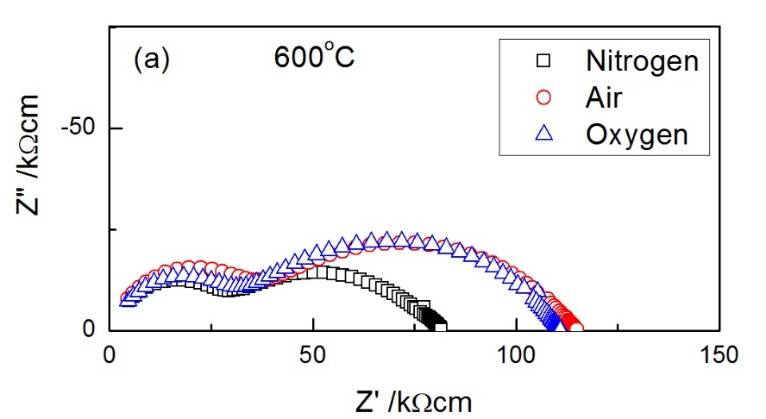 (a)
600°C
Nitrogen
Air
Oxygen
Z'' /kΩcm
-50
0
0 50 100 150
Z' /kΩcm